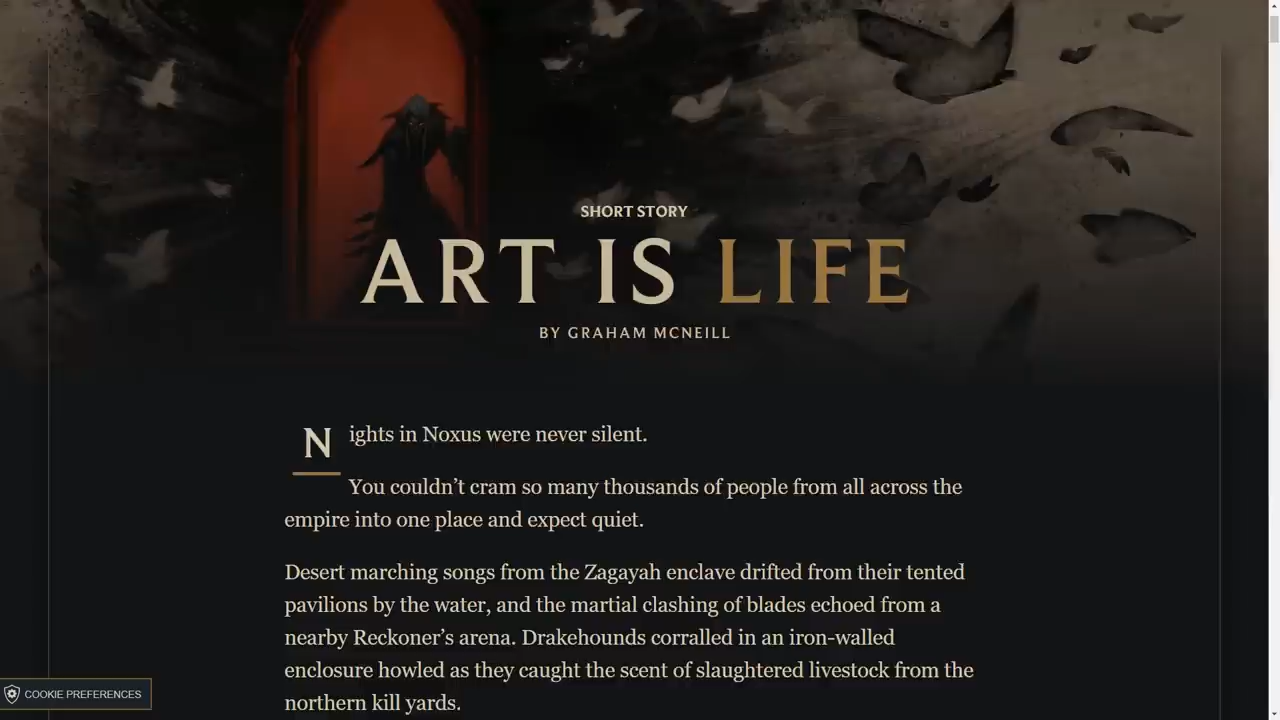 SHORT STORY
ART IS LIFE
BY GRAHAM MCNEILL
Nights in Noxus were never silent.
You couldn’t cram so many thousands of people from all across the
empire into one place and expect quiet.
Desert marching songs from the Zagayah enclave drifted from their tented
pavilions by the water, and the martial clashing of blades echoed from a
nearby Reckoner’s arena. Drakehounds corralled in an iron-walled
enclosure howled as they caught the scent of slaughtered livestock from the
northern kill yards.
COOKIE PREFERENCES